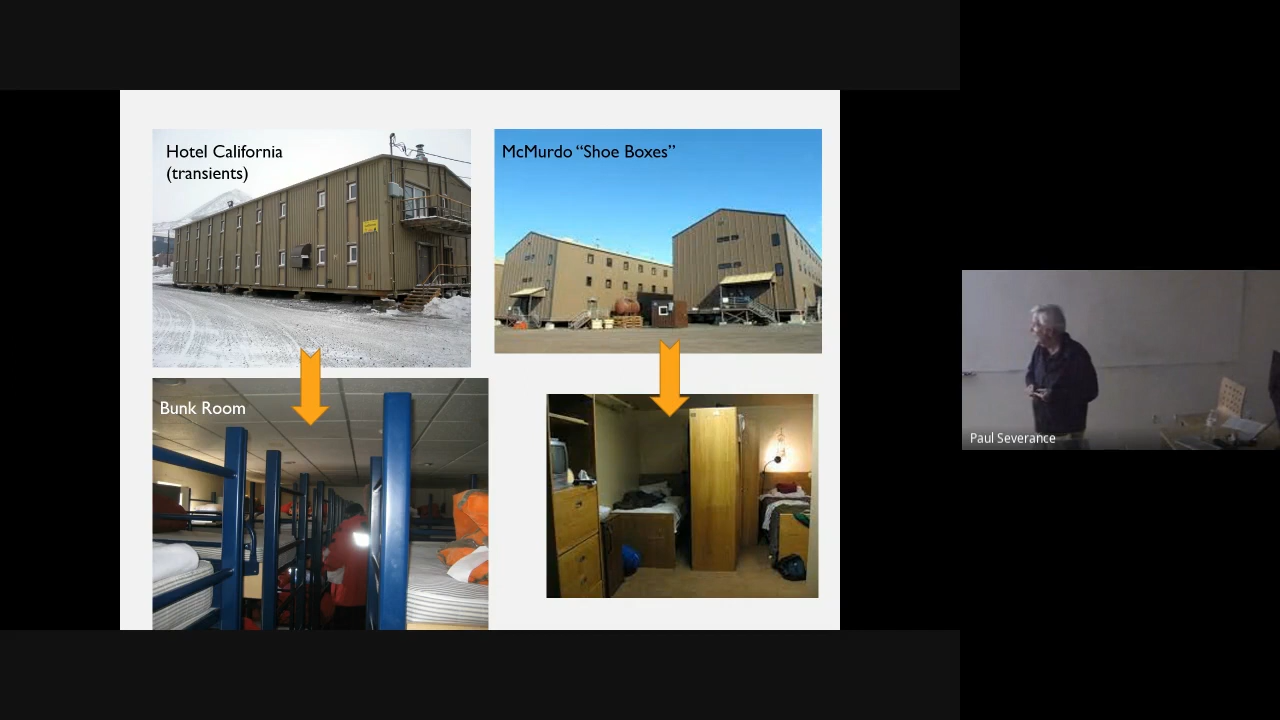 Hotel California
(transients)
McMurdo “Shoe Boxes”
Bunk Room
Paul Severance